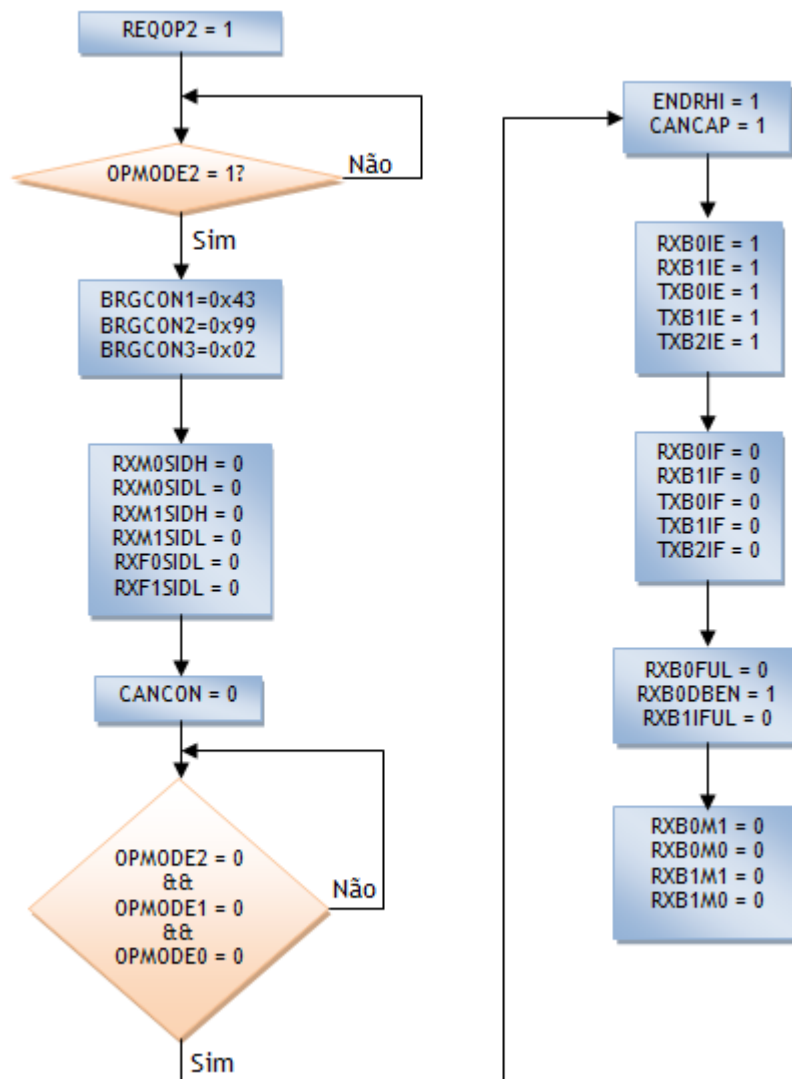 REQOP2 = 1
OPMODE2 = 1?
Não
Sim
BRGCON1=0x43
BRGCON2=0x99
BRGCON3=0x02
RXM0SIDH = 0
RXM0SIDL = 0
RXM1SIDH = 0
RXM1SIDL = 0
RXF0SIDL = 0
RXF1SIDL = 0
CANCON = 0
OPMODE2 = 0
&&
OPMODE1 = 0
&&
OPMODE0 = 0
Não
Sim
ENDRHI = 1
CANCAP = 1
RXB0IE = 1
RXB1IE = 1
TXB0IE = 1
TXB1IE = 1
TXB2IE = 1
RXB0IF = 0
RXB1IF = 0
TXB0IF = 0
TXB1IF = 0
TXB2IF = 0
RXB0FUL = 0
RXB0DBEN = 1
RXB1IFUL = 0
RXB0M1 = 0
RXB0M0 = 0
RXB1M1 = 0
RXB1M0 = 0